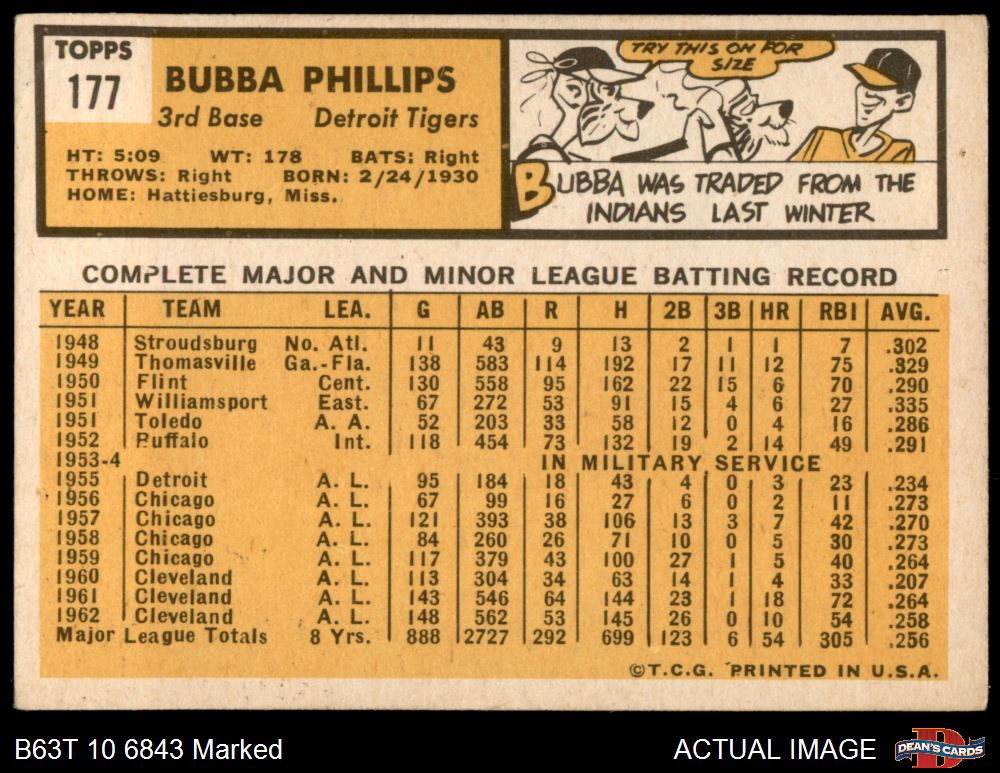 TOPPS
177
BUBBA PHILLIPS
3rd Base Detroit Tigers
HT: 5:09 WT: 178 BATS: Right
THROWS: Right BORN: 2/24/1930
HOME: Hattiesburg, Miss.
TRY THIS ON FOR
SIZE
BUBBA WAS TRADED FROM THE
INDIANS LAST WINTER
COMPLETE MAJOR AND MINOR LEAGUE BATTING RECORD
YEAR TEAM LEA. G AB R H 2B 3B HR RBI AVG.
1948 Stroudsburg No. Atl. 11 43 9 13 2 1 1 7 .302
1949 Thomasville Ga.-Fla. 138 583 114 192 17 11 12 75 .329
1950 Flint Cent. 130 558 95 162 22 15 6 70 .290
1951 Williamsport East. 67 272 53 91 15 4 6 27 .335
1951 Toledo A. A. 52 203 33 58 12 0 4 16 .286
1952 Buffalo Int. 118 454 73 132 19 2 14 49 .291
1953-4 IN MILITARY SERVICE
1955 Detroit A. L. 95 184 18 43 4 0 3 23 .234
1956 Chicago A. L. 67 99 16 27 6 0 2 11 .273
1957 Chicago A. L. 121 393 38 106 13 3 7 42 .270
1958 Chicago A. L. 84 260 26 71 10 0 5 30 .273
1959 Chicago A. L. 117 379 43 100 27 1 5 40 .264
1960 Cleveland A. L. 113 304 34 63 14 1 4 33 .207
1961 Cleveland A. L. 143 546 64 144 23 1 18 72 .264
1962 Cleveland A. L. 148 562 53 145 26 0 10 54 .258
Major League Totals 8 Yrs. 888 2727 292 699 123 6 54 305 .256
©T.C.G. PRINTED IN U.S.A.
B63T 10 6843 Marked
ACTUAL IMAGE
D
DEAN'S CARDS